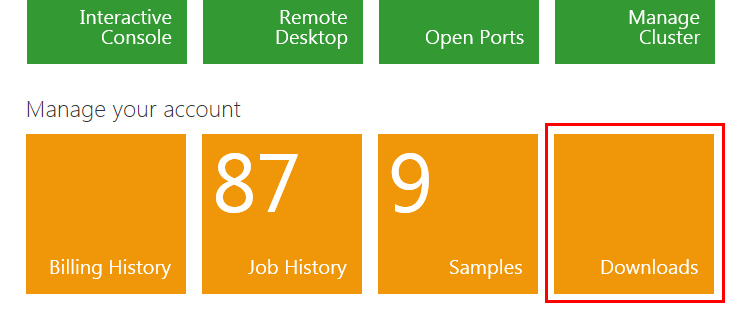 Interactive
Console
Remote
Desktop
Open Ports
Manage
Cluster
Manage your account
87
9
Billing History
Job History
Samples
Downloads